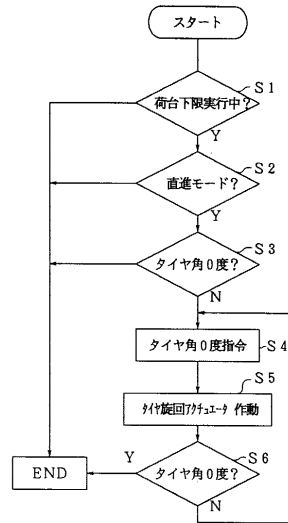 スタート
S1
荷台下限実行中?
Y
S2
直進モード?
Y
S3
タイヤ角0度?
N
タイヤ角0度指令
S4
S5
タイヤ旋回アクチュエータ 作動
Y
S6
END
タイヤ角0度?
N